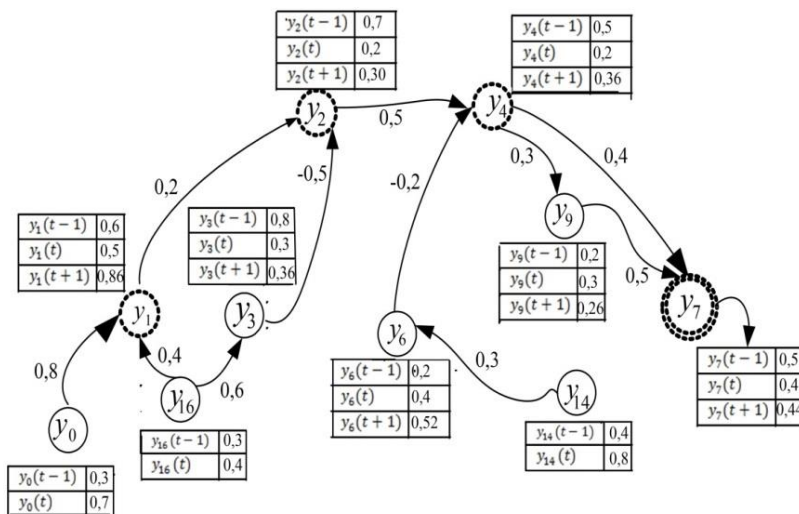 y₂(t−1) 0,7
y₂(t) 0,2
y₂(t+1) 0,30
y₄(t−1) 0,5
y₄(t) 0,2
y₄(t+1) 0,36
y₂
y₄
0,5
0,2
-0,5
-0,2
0,3
0,4
y₁(t−1) 0,6
y₁(t) 0,5
y₁(t+1) 0,86
y₃(t−1) 0,8
y₃(t) 0,3
y₃(t+1) 0,36
y₉
y₉(t−1) 0,2
y₉(t) 0,3
y₉(t+1) 0,26
0,5
y₁
y₃
y₆
y₇
0,8
0,4
0,6
0,3
y₁₆
y₀
y₁₄
y₆(t−1) 0,2
y₆(t) 0,4
y₆(t+1) 0,52
y₇(t−1) 0,5
y₇(t) 0,4
y₇(t+1) 0,44
y₁₆(t−1) 0,3
y₁₆(t) 0,4
y₁₄(t−1) 0,4
y₁₄(t) 0,8
y₀(t−1) 0,3
y₀(t) 0,7